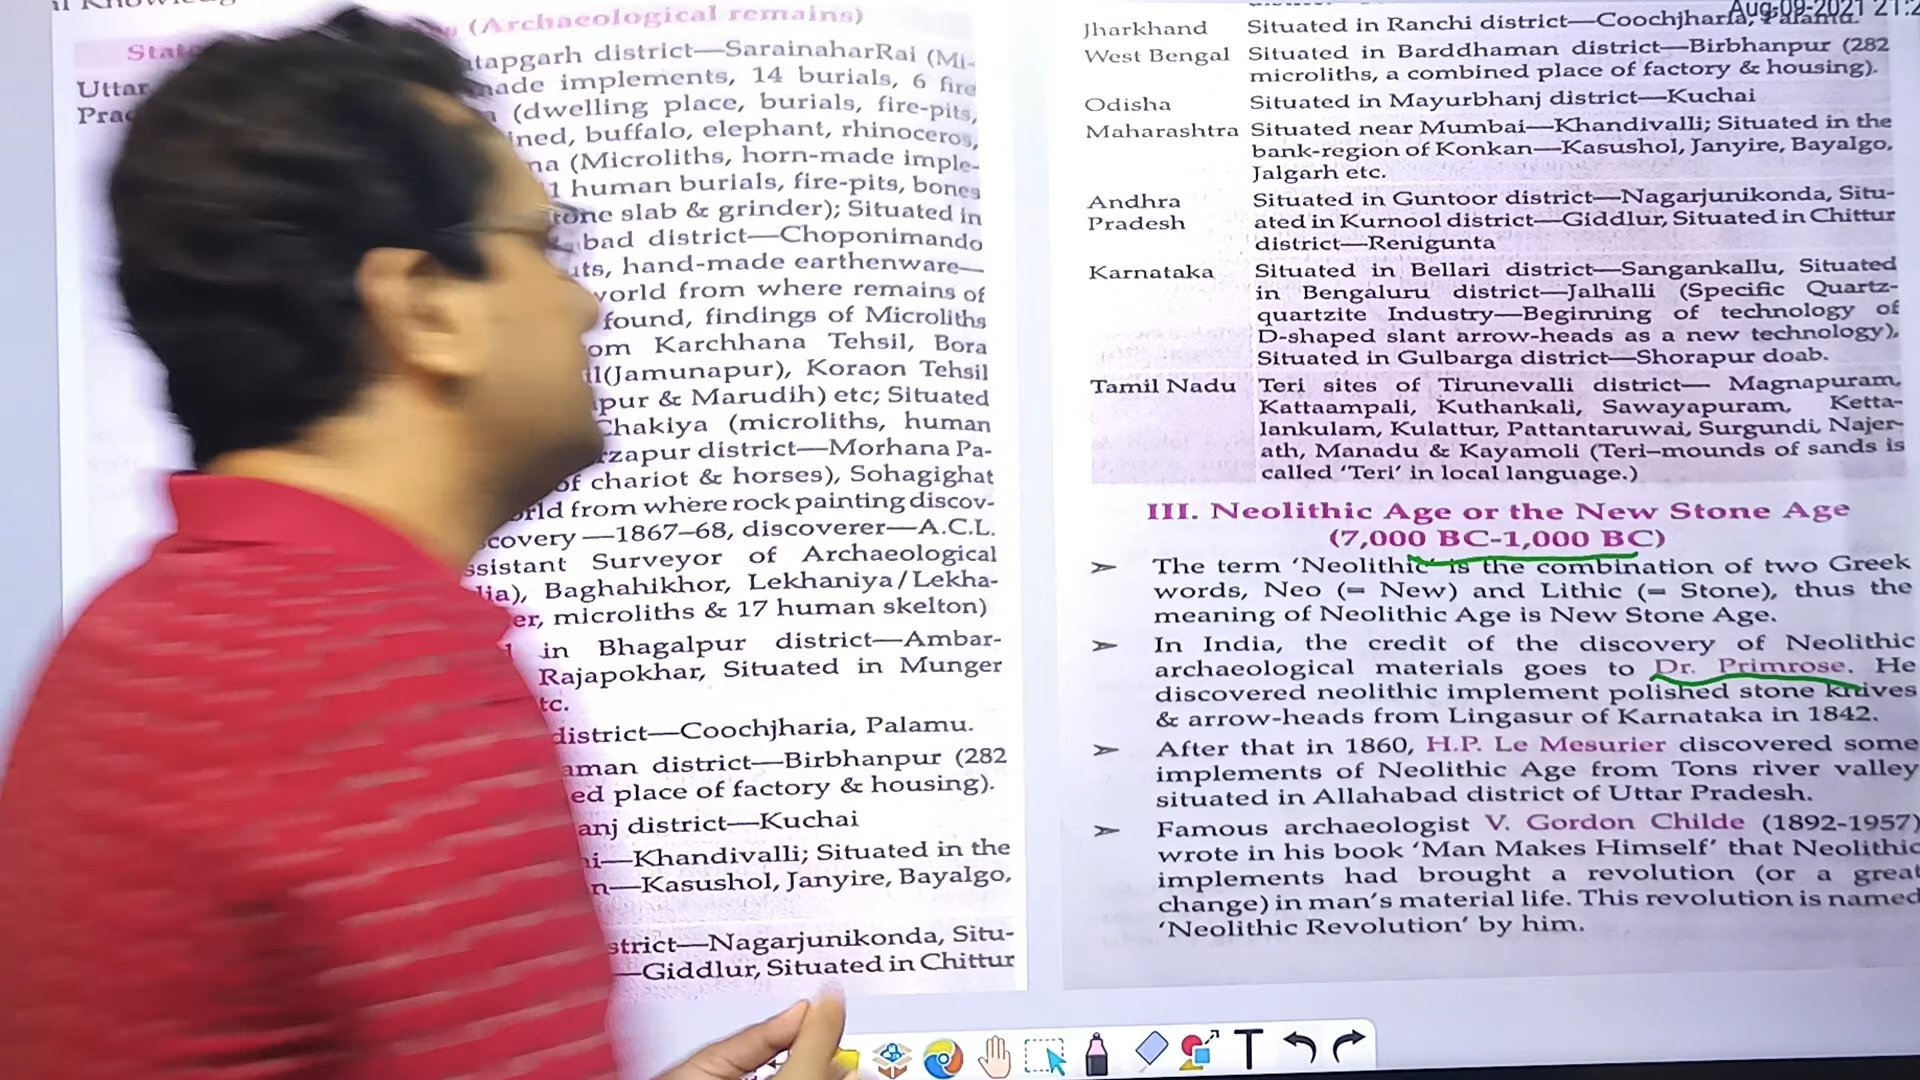 (Archaeological remains)
State
Uttar
tapgarh district—SarainaharRai (Mi-
made implements, 14 burials, 6 fire
(dwelling place, burials, fire-pits,
ined, buffalo, elephant, rhinoceros,
na (Microliths, horn-made imple-
1 human burials, fire-pits, bones
tone slab & grinder); Situated in
bad district—Choponimando
uts, hand-made earthenware—
world from where remains of
found, findings of Microliths
om Karchhana Tehsil, Bora
il(Jamunapur), Koraon Tehsil
pur & Marudih) etc; Situated
Chakiya (microliths, human
rzapur district—Morhana Pa-
of chariot & horses), Sohagighat
rld from where rock painting discov-
scovery —1867–68, discoverer—A.C.L.
ssistant Surveyor of Archaeological
lia), Baghahikhor, Lekhaniya/Lekha-
er, microliths & 17 human skelton)
in Bhagalpur district—Ambar-
Rajapokhar, Situated in Munger
tc.
district—Coochjharia, Palamu.
aman district—Birbhanpur (282
ed place of factory & housing).
anj district—Kuchai
i—Khandivalli; Situated in the
n—Kasushol, Janyire, Bayalgo,
strict—Nagarjunikonda, Situ-
—Giddlur, Situated in Chittur
Aug-09-2021 21:2
Jharkhand Situated in Ranchi district—Coochjharia, Palamu.
West Bengal Situated in Barddhaman district—Birbhanpur (282
microliths, a combined place of factory & housing).
Odisha Situated in Mayurbhanj district—Kuchai
Maharashtra Situated near Mumbai—Khandivalli; Situated in the
bank-region of Konkan—Kasushol, Janyire, Bayalgo,
Jalgarh etc.
Andhra Situated in Guntoor district—Nagarjunikonda, Situ-
Pradesh ated in Kurnool district—Giddlur, Situated in Chittur
district—Renigunta
Karnataka Situated in Bellari district—Sangankallu, Situated
in Bengaluru district—Jalhalli (Specific Quartz-
quartzite Industry—Beginning of technology of
D-shaped slant arrow-heads as a new technology),
Situated in Gulbarga district—Shorapur doab.
Tamil Nadu Teri sites of Tirunevalli district— Magnapuram,
Kattaampali, Kuthankali, Sawayapuram, Ketta-
lankulam, Kulattur, Pattantaruwai, Surgundi, Najer-
ath, Manadu & Kayamoli (Teri–mounds of sands is
called 'Teri' in local language.)
III. Neolithic Age or the New Stone Age
(7,000 BC-1,000 BC)
➢ The term 'Neolithic' is the combination of two Greek
words, Neo (= New) and Lithic (= Stone), thus the
meaning of Neolithic Age is New Stone Age.
➢ In India, the credit of the discovery of Neolithic
archaeological materials goes to Dr. Primrose. He
discovered neolithic implement polished stone knives
& arrow-heads from Lingasur of Karnataka in 1842.
➢ After that in 1860, H.P. Le Mesurier discovered some
implements of Neolithic Age from Tons river valley
situated in Allahabad district of Uttar Pradesh.
➢ Famous archaeologist V. Gordon Childe (1892-1957)
wrote in his book 'Man Makes Himself' that Neolithic
implements had brought a revolution (or a great
change) in man's material life. This revolution is named
'Neolithic Revolution' by him.
T